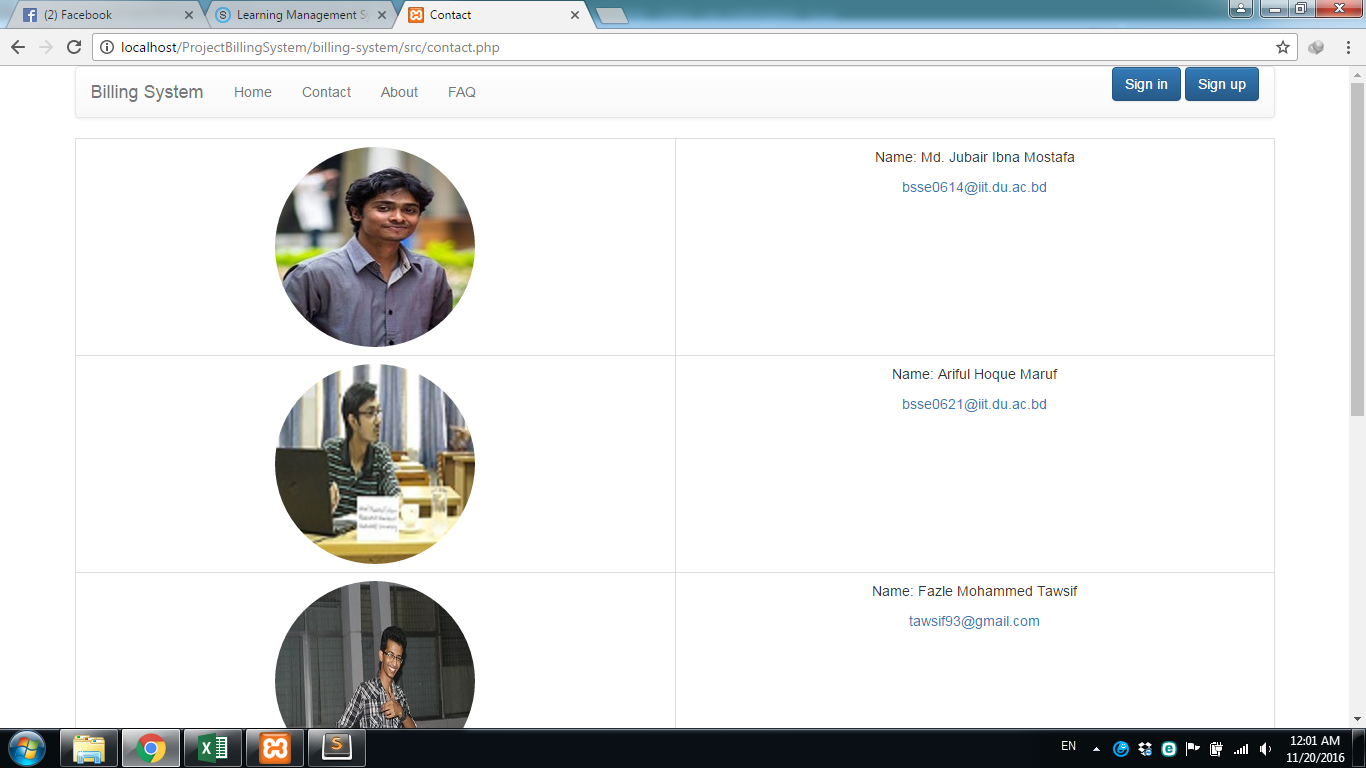 (2) Facebook
Learning Management S
Contact
localhost/ProjectBillingSystem/billing-system/src/contact.php
Billing System
Home
Contact
About
FAQ
Sign in
Sign up
Name: Md. Jubair Ibna Mostafa
bsse0614@iit.du.ac.bd
Name: Ariful Hoque Maruf
bsse0621@iit.du.ac.bd
Name: Fazle Mohammed Tawsif
tawsif93@gmail.com
EN
12:01 AM
11/20/2016